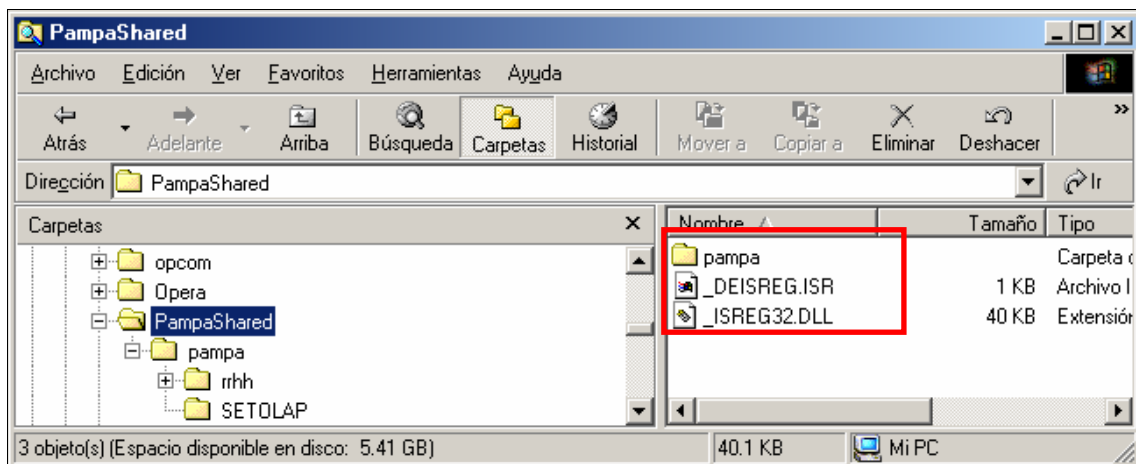 PampaShared
Archivo Edición Ver Favoritos Herramientas Ayuda
Atrás Adelante Arriba Búsqueda Carpetas Historial Mover a Copiar a Eliminar Deshacer »
Dirección PampaShared Ir
Carpetas Nombre Tamaño Tipo
opcom pampa Carpeta
Opera _DEISREG.ISR 1 KB Archivo I
PampaShared _ISREG32.DLL 40 KB Extensión
pampa
rrhh
SETOLAP
3 objeto(s) (Espacio disponible en disco: 5.41 GB) 40.1 KB Mi PC